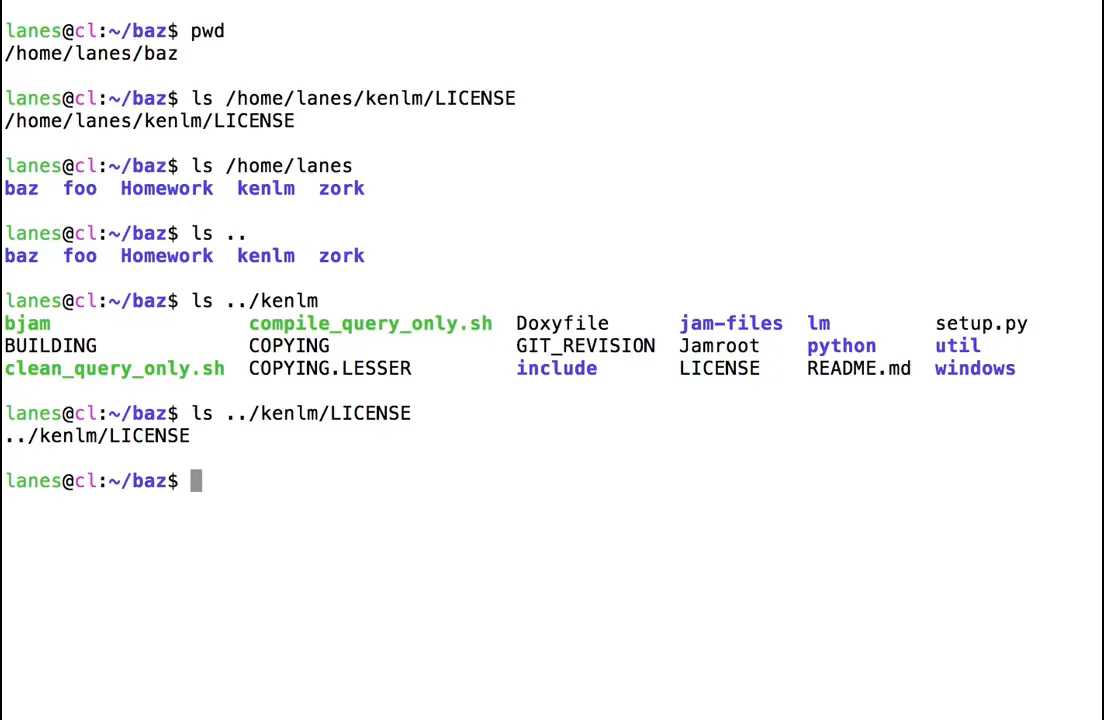 lanes@cl:~/baz$ pwd
/home/lanes/baz
lanes@cl:~/baz$ ls /home/lanes/kenlm/LICENSE
/home/lanes/kenlm/LICENSE
lanes@cl:~/baz$ ls /home/lanes
baz  foo  Homework  kenlm  zork
lanes@cl:~/baz$ ls ..
baz  foo  Homework  kenlm  zork
lanes@cl:~/baz$ ls ../kenlm
bjam                 compile_query_only.sh  Doxyfile      jam-files  lm         setup.py
BUILDING             COPYING                GIT_REVISION  Jamroot    python     util
clean_query_only.sh  COPYING.LESSER         include       LICENSE    README.md  windows
lanes@cl:~/baz$ ls ../kenlm/LICENSE
../kenlm/LICENSE
lanes@cl:~/baz$